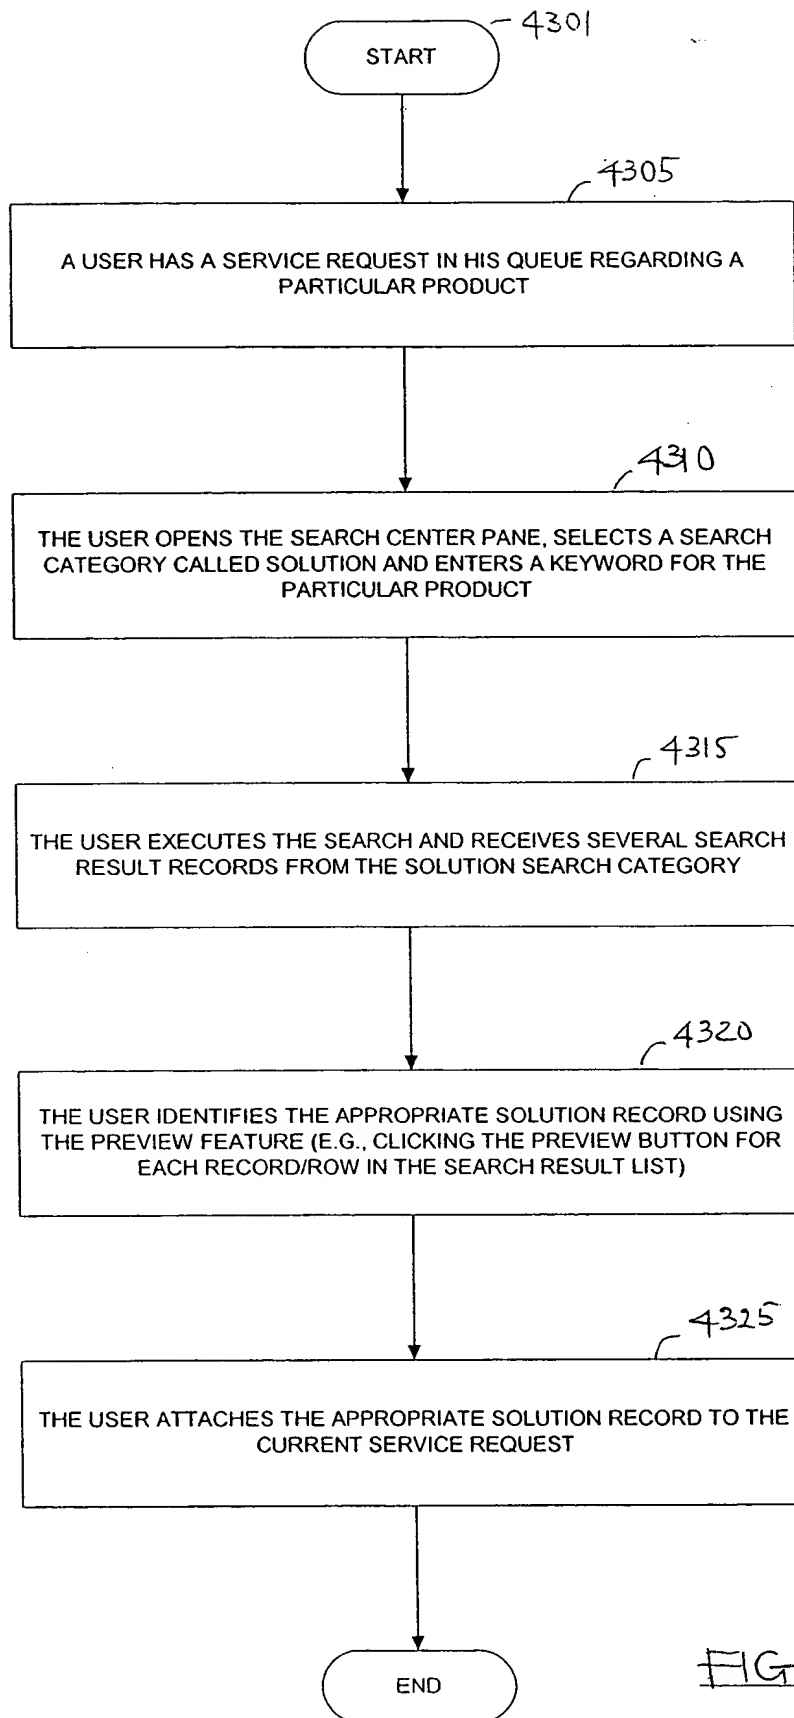 4301
START
4305
A USER HAS A SERVICE REQUEST IN HIS QUEUE REGARDING A
PARTICULAR PRODUCT
4310
THE USER OPENS THE SEARCH CENTER PANE, SELECTS A SEARCH
CATEGORY CALLED SOLUTION AND ENTERS A KEYWORD FOR THE
PARTICULAR PRODUCT
4315
THE USER EXECUTES THE SEARCH AND RECEIVES SEVERAL SEARCH
RESULT RECORDS FROM THE SOLUTION SEARCH CATEGORY
4320
THE USER IDENTIFIES THE APPROPRIATE SOLUTION RECORD USING
THE PREVIEW FEATURE (E.G., CLICKING THE PREVIEW BUTTON FOR
EACH RECORD/ROW IN THE SEARCH RESULT LIST)
4325
THE USER ATTACHES THE APPROPRIATE SOLUTION RECORD TO THE
CURRENT SERVICE REQUEST
END
FIG